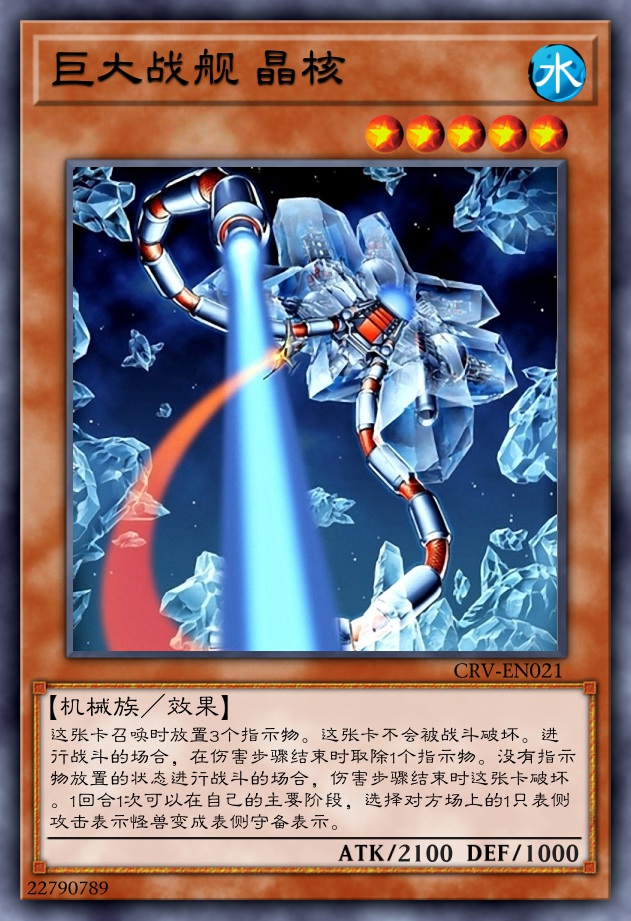 巨大战舰 晶核
水
CRV-EN021
【机械族／效果】
这张卡召唤时放置3个指示物。这张卡不会被战斗破坏。进
行战斗的场合，在伤害步骤结束时取除1个指示物。没有指示
物放置的状态进行战斗的场合，伤害步骤结束时这张卡破坏
。1回合1次可以在自己的主要阶段，选择对方场上的1只表侧
攻击表示怪兽变成表侧守备表示。
ATK/2100 DEF/1000
22790789